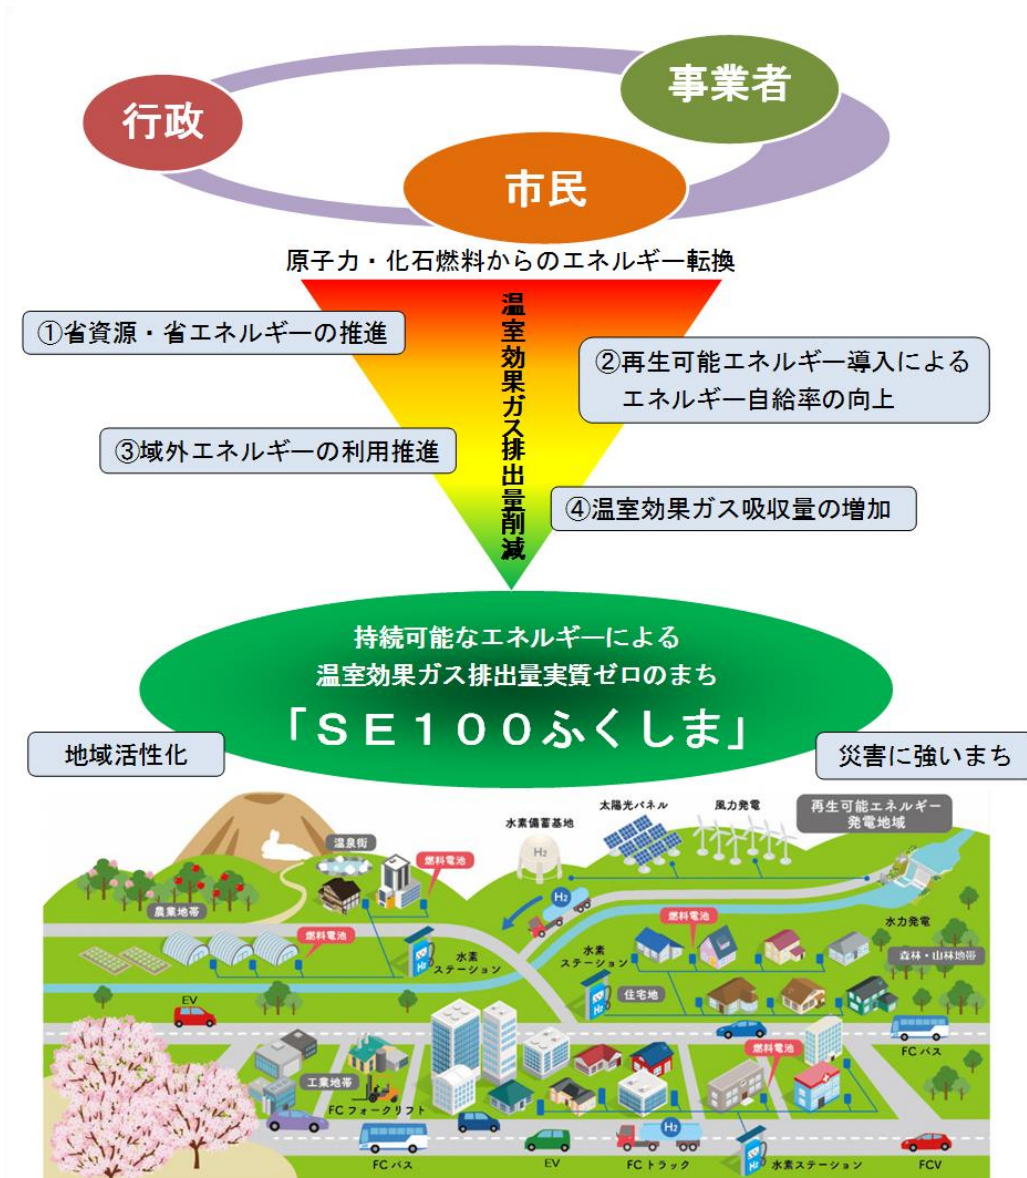 行政
事業者
市民
原子力・化石燃料からのエネルギー転換
温室効果ガス排出量削減
①省資源・省エネルギーの推進
②再生可能エネルギー導入による
エネルギー自給率の向上
③域外エネルギーの利用推進
④温室効果ガス吸収量の増加
持続可能なエネルギーによる
温室効果ガス排出量実質ゼロのまち
「ＳＥ１００ふくしま」
地域活性化
災害に強いまち
太陽光パネル
風力発電
再生可能エネルギー
発電地域
水素備蓄基地
H₂
温泉街
燃料電池
農業地帯
H₂
燃料電池
水力発電
燃料電池
水素
ステーション
H₂
水素
ステーション
H₂
森林・山林地帯
住宅地
EV
FC バス
燃料電池
工業地帯
FC フォークリフト
H₂
H₂
FC バス
EV
FC トラック
水素ステーション
FCV